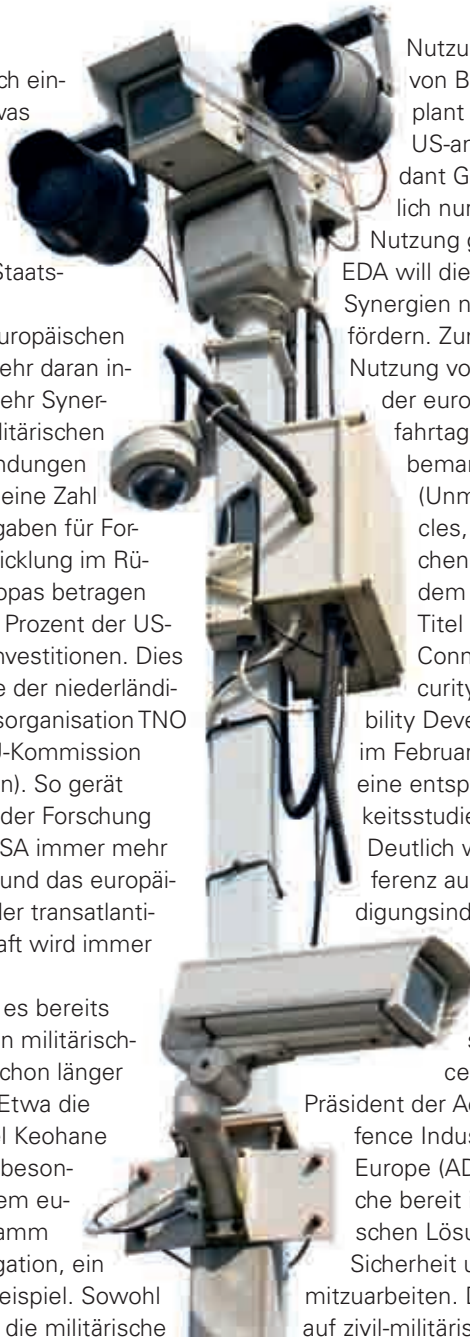 ch ein-
was
Staats-
uropäischen
ehr daran in-
ehr Syner-
litärischen
ndungen
eine Zahl
gaben für For-
icklung im Rü-
opas betragen
Prozent der US-
nvestitionen. Dies
e der niederländi-
sorganisation TNO
U-Kommission
n). So gerät
der Forschung
SA immer mehr
und das europäi-
der transatlanti-
aft wird immer
es bereits
n militärisch-
schon länger
Etwa die
l Keohane
beson-
em eu-
amm
gation, ein
eispiel. Sowohl
die militärische
Nutzu
von B
plant
US-ar
dant G
lich nur
Nutzung g
EDA will die
Synergien n
fördern. Zur
Nutzung vo
der euro
fahrtag
bemar
(Unm
cles,
chen
dem
Titel
Conn
curity
bility Deve
im Februar
eine entsp
keitsstudie
Deutlich w
ferenz au
digungsind
s
ce
Präsident der Ae
fence Indus
Europe (AD
che bereit
schen Lösu
Sicherheit u
mitzuarbeiten. D
auf zivil-militäris